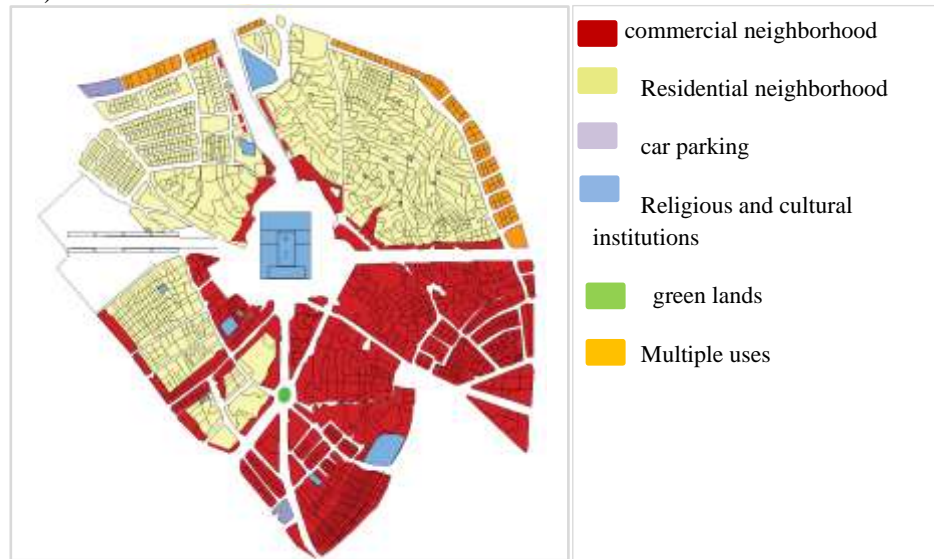 commercial neighborhood
Residential neighborhood
car parking
Religious and cultural
institutions
green lands
Multiple uses